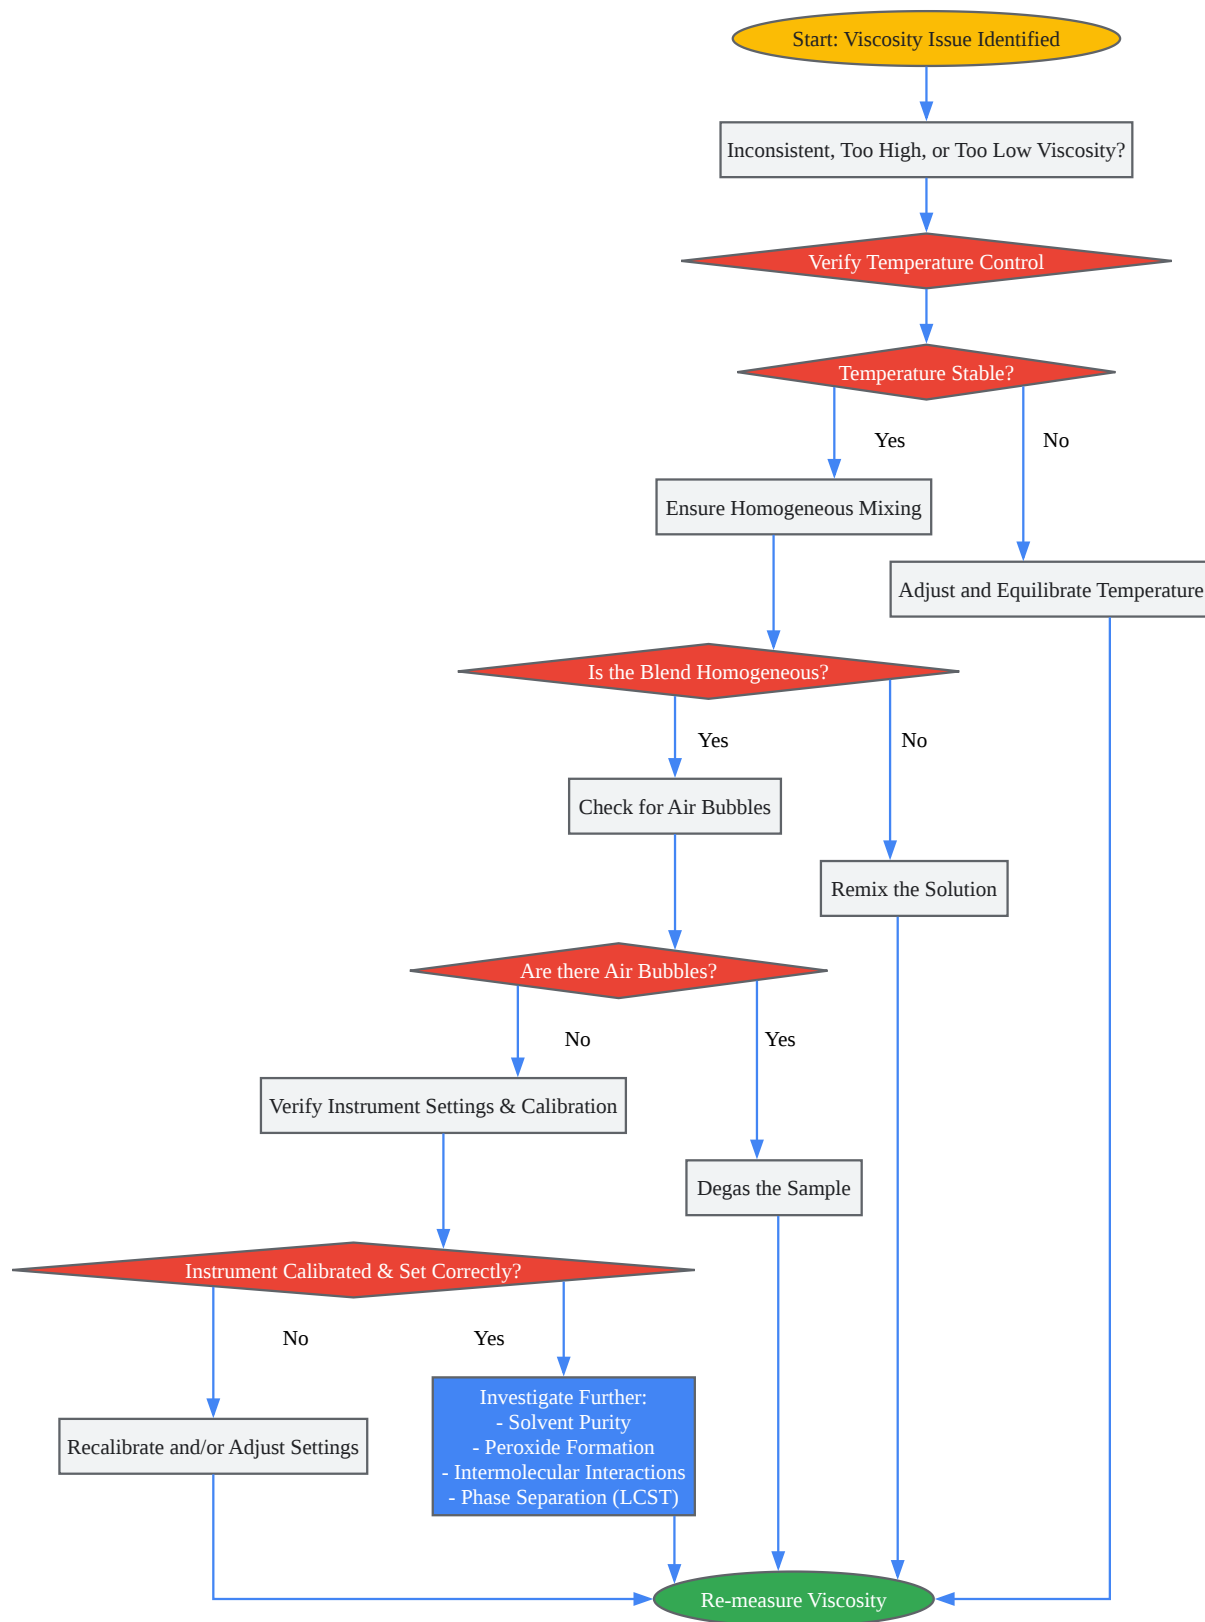 Start: Viscosity Issue Identified
Inconsistent, Too High, or Too Low Viscosity?
Verify Temperature Control
Temperature Stable?
Yes
No
Ensure Homogeneous Mixing
Adjust and Equilibrate Temperature
Is the Blend Homogeneous?
Yes
No
Check for Air Bubbles
Remix the Solution
Are there Air Bubbles?
No
Yes
Verify Instrument Settings & Calibration
Degas the Sample
Instrument Calibrated & Set Correctly?
No
Yes
Investigate Further:
- Solvent Purity
- Peroxide Formation
- Intermolecular Interactions
- Phase Separation (LCST)
Recalibrate and/or Adjust Settings
Re-measure Viscosity